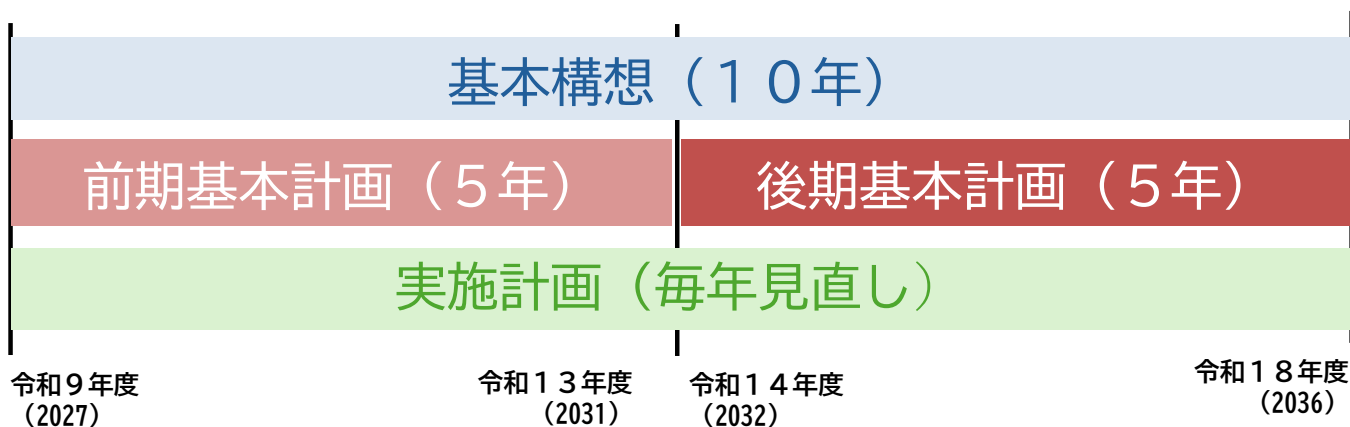 基本構想（１０年）
前期基本計画（５年）
後期基本計画（５年）
実施計画（毎年見直し）
令和９年度
（2027）
令和１３年度
（2031）
令和１４年度
（2032）
令和１８年度
（2036）